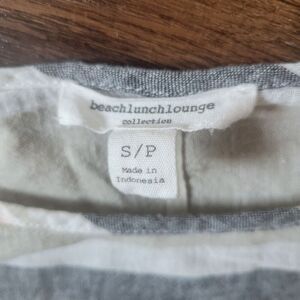 beachlunchlounge
collection
S/P
Made in
Indonesia